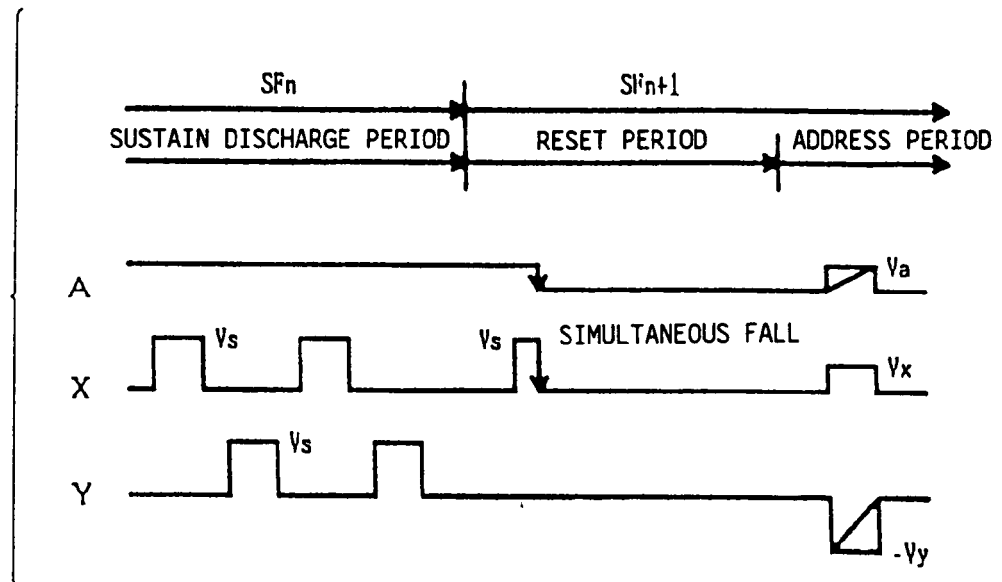 SFn SFn+1
SUSTAIN DISCHARGE PERIOD RESET PERIOD ADDRESS PERIOD
A Va
Vs Vs SIMULTANEOUS FALL
X Vx
Vs
Y
-Vy